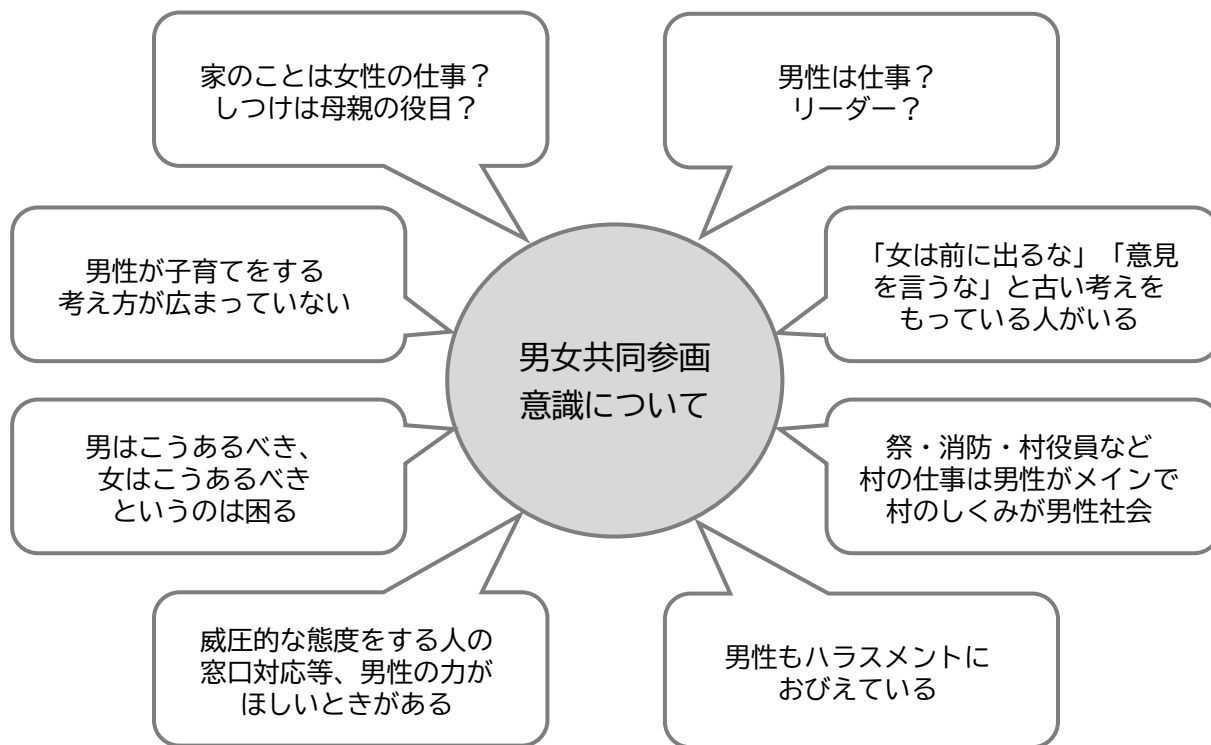 家のことは女性の仕事？
しつけは母親の役目？
男性は仕事？
リーダー？
男性が子育てをする
考え方が広まっていない
「女は前に出るな」「意見
を言うな」と古い考えを
もっている人がいる
男女共同参画
意識について
男はこうあるべき、
女はこうあるべき
というのは困る
祭・消防・村役員など
村の仕事は男性がメインで
村のしくみが男性社会
威圧的な態度をする人の
窓口対応等、男性の力が
ほしいときがある
男性もハラスメントに
おびえている